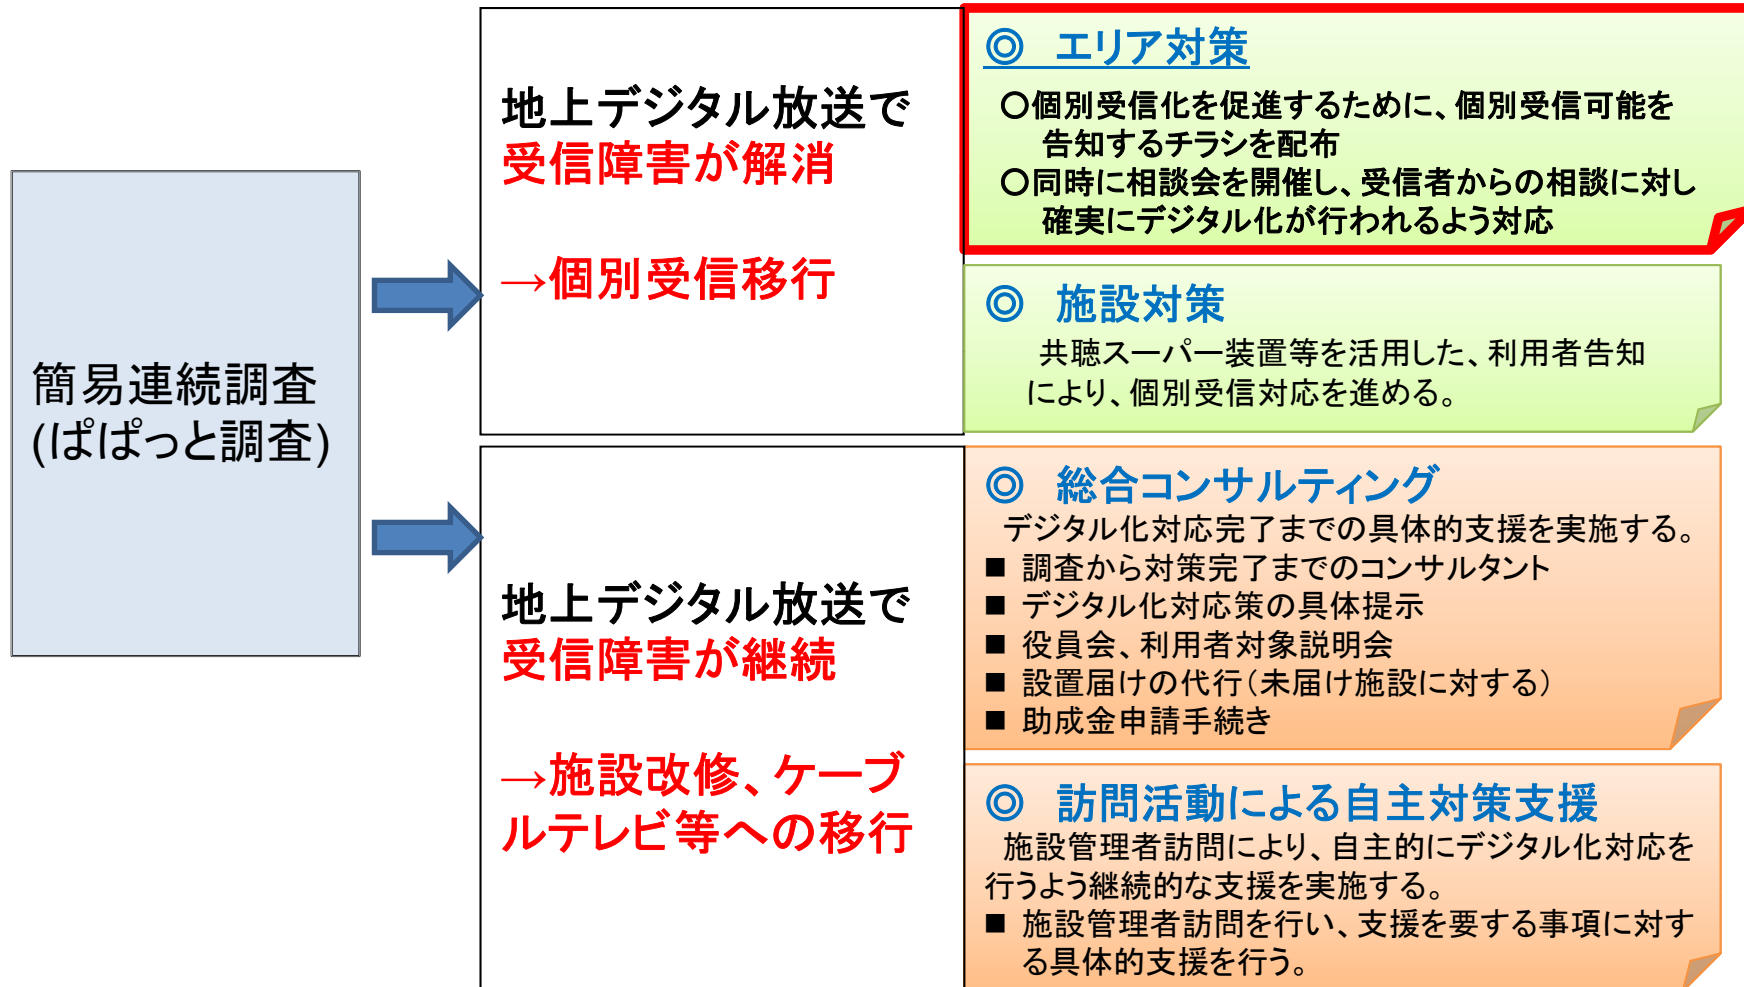 簡易連続調査
(ぱぱっと調査)
地上デジタル放送で
受信障害が解消
→個別受信移行
◎　エリア対策
〇個別受信化を促進するために、個別受信可能を
告知するチラシを配布
〇同時に相談会を開催し、受信者からの相談に対し
確実にデジタル化が行われるよう対応
◎　施設対策
共聴スーパー装置等を活用した、利用者告知
により、個別受信対応を進める。
地上デジタル放送で
受信障害が継続
→施設改修、ケーブ
ルテレビ等への移行
◎　総合コンサルティング
デジタル化対応完了までの具体的支援を実施する。
■ 調査から対策完了までのコンサルタント
■ デジタル化対応策の具体提示
■ 役員会、利用者対象説明会
■ 設置届けの代行(未届け施設に対する)
■ 助成金申請手続き
◎　訪問活動による自主対策支援
施設管理者訪問により、自主的にデジタル化対応を
行うよう継続的な支援を実施する。
■ 施設管理者訪問を行い、支援を要する事項に対す
る具体的支援を行う。